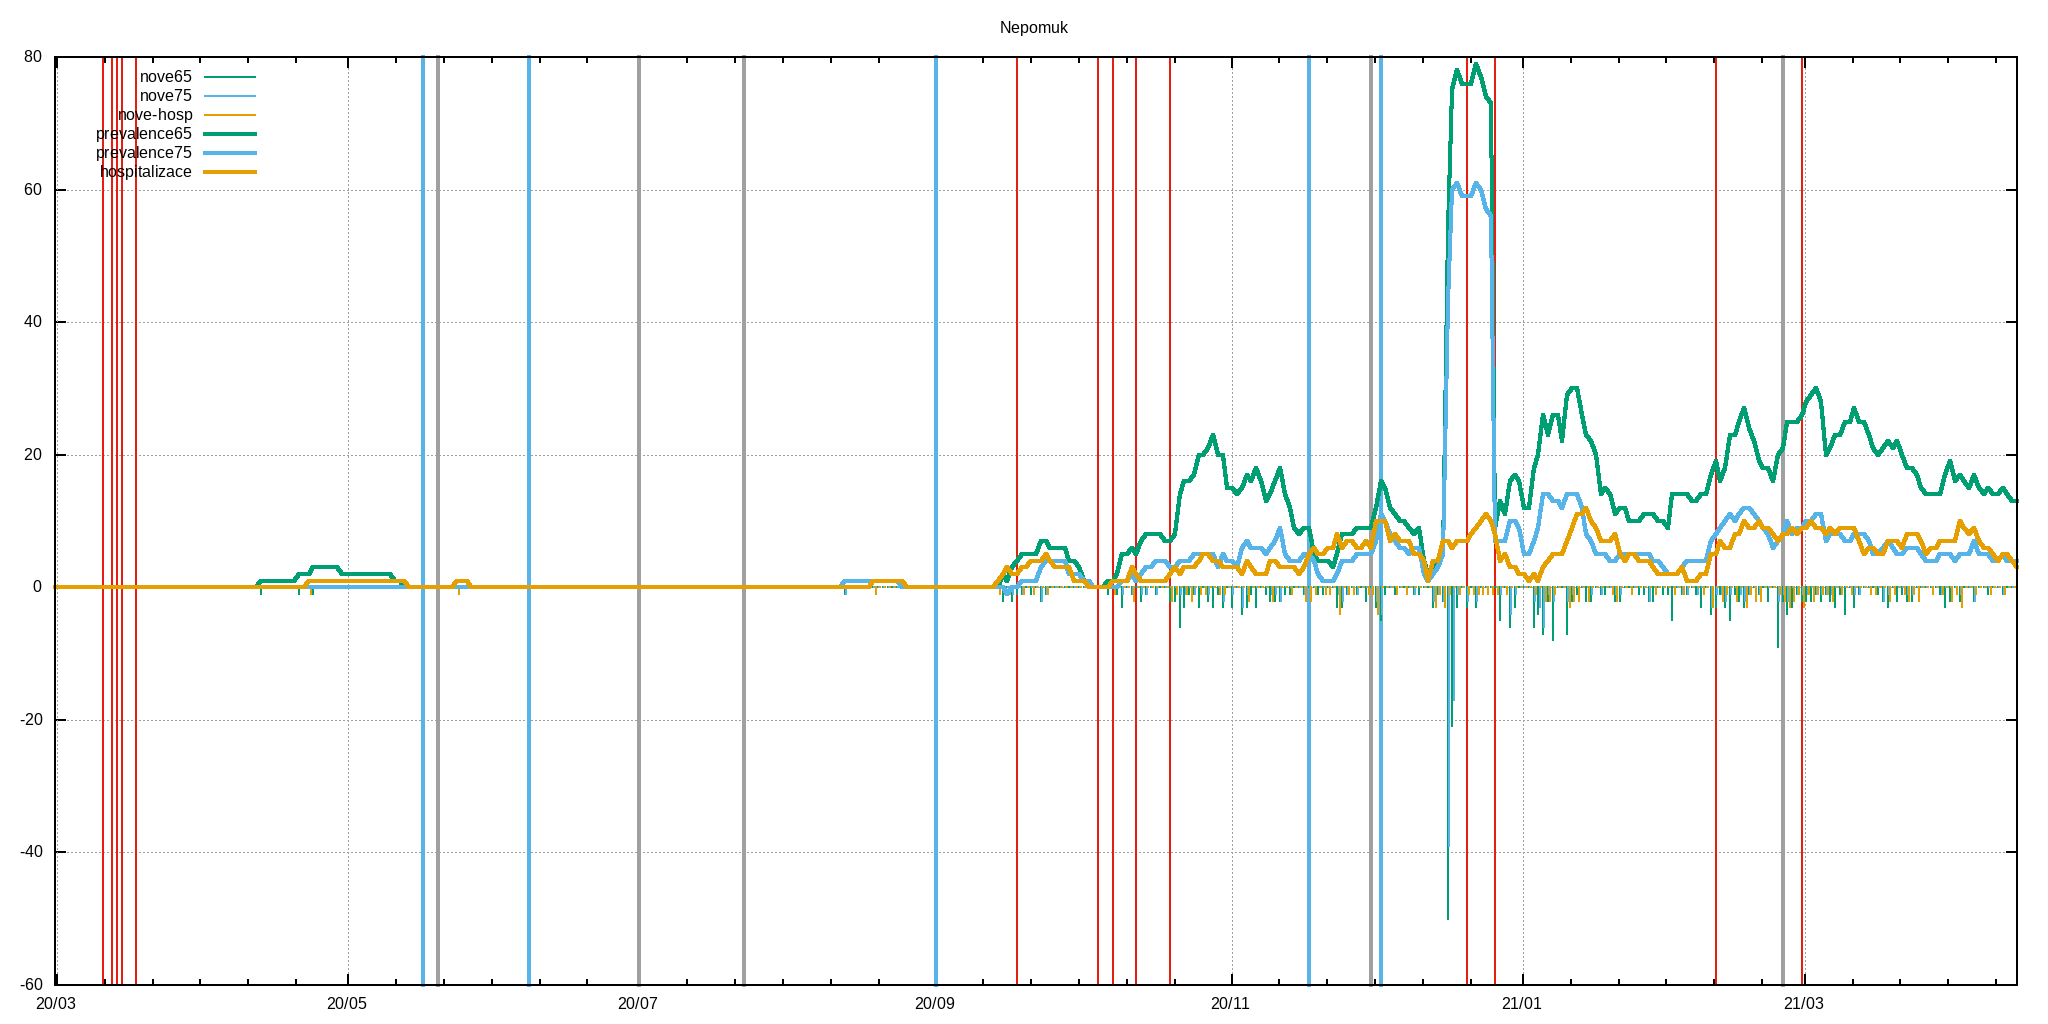 Nepomuk
80
60
40
20
0
-20
-40
-60
nove65
nove75
nove-hosp
prevalence65
prevalence75
hospitalizace
20/03 20/05 20/07 20/09 20/11 21/01 21/03